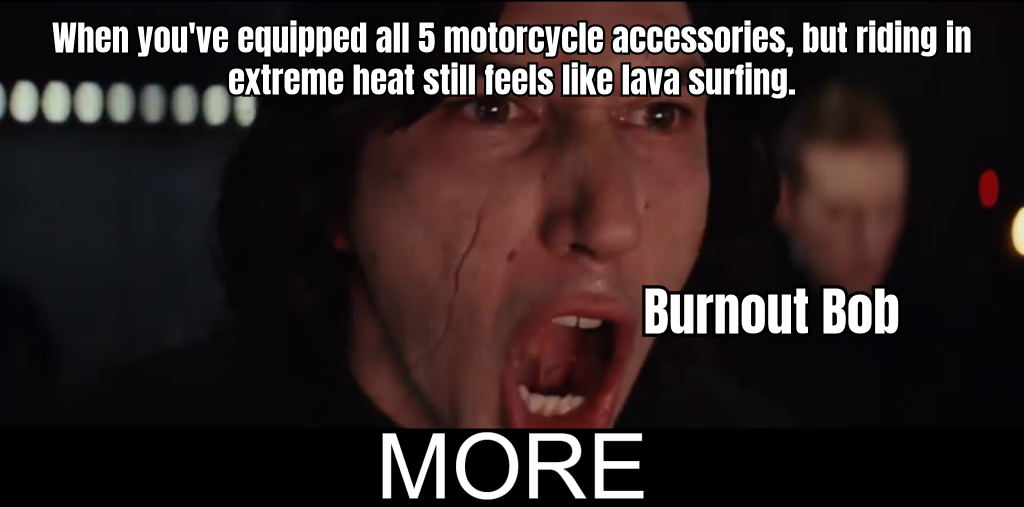 When you've equipped all 5 motorcycle accessories, but riding in
extreme heat still feels like lava surfing.
Burnout Bob
MORE